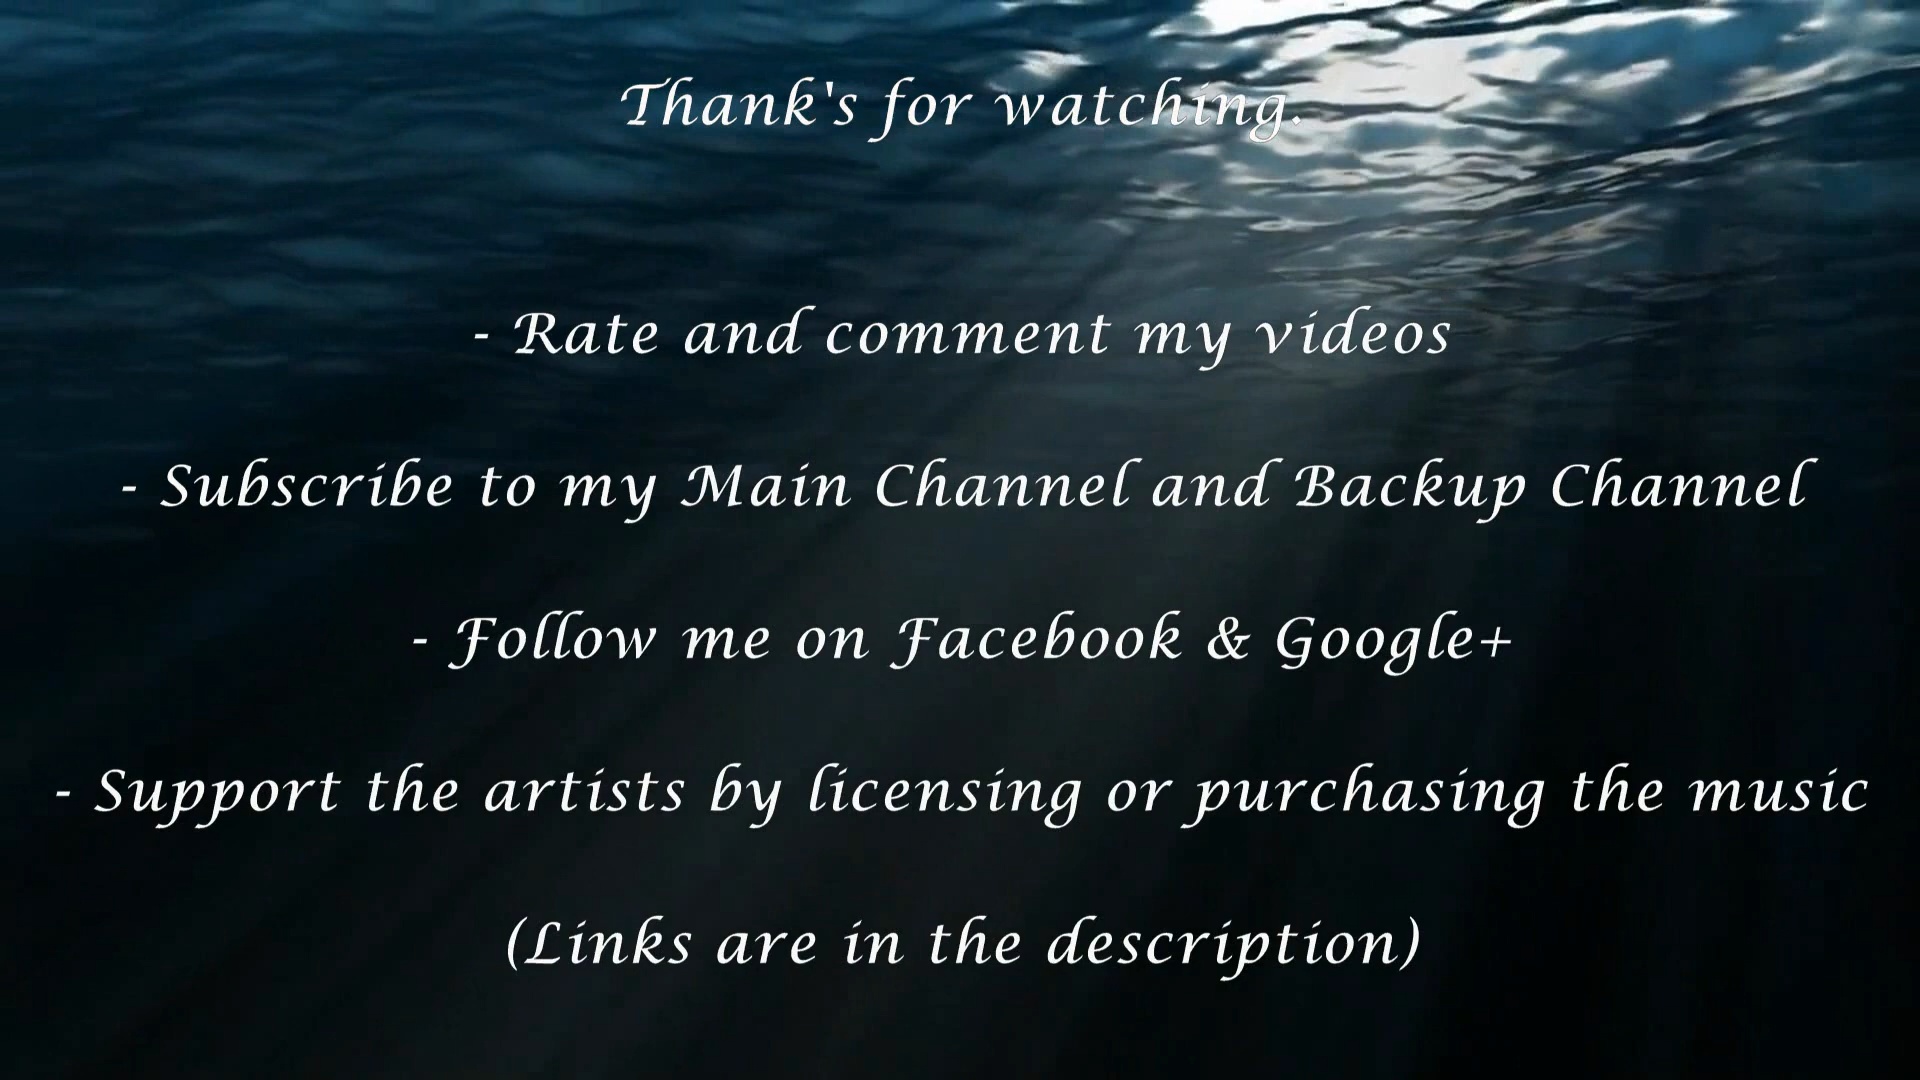 Thank's for watching.
- Rate and comment my videos
- Subscribe to my Main Channel and Backup Channel
- Follow me on Facebook & Google+
- Support the artists by licensing or purchasing the music
(Links are in the description)